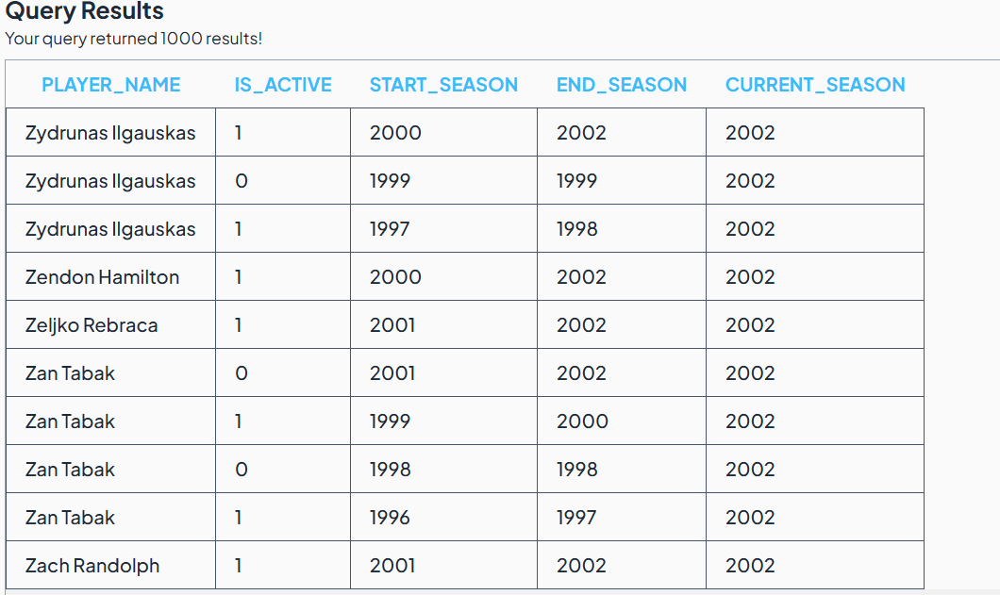 Query Results
Your query returned 1000 results!
PLAYER_NAME IS_ACTIVE START_SEASON END_SEASON CURRENT_SEASON
Zydrunas Ilgauskas 1 2000 2002 2002
Zydrunas Ilgauskas 0 1999 1999 2002
Zydrunas Ilgauskas 1 1997 1998 2002
Zendon Hamilton 1 2000 2002 2002
Zeljko Rebraca 1 2001 2002 2002
Zan Tabak 0 2001 2002 2002
Zan Tabak 1 1999 2000 2002
Zan Tabak 0 1998 1998 2002
Zan Tabak 1 1996 1997 2002
Zach Randolph 1 2001 2002 2002